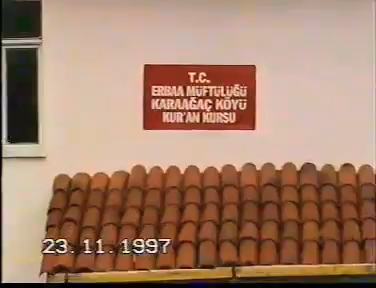 T.C.
ERBAA MÜFTÜLÜĞÜ
KARAAĞAÇ KÖYÜ
KUR'AN KURSU
23.11.1997